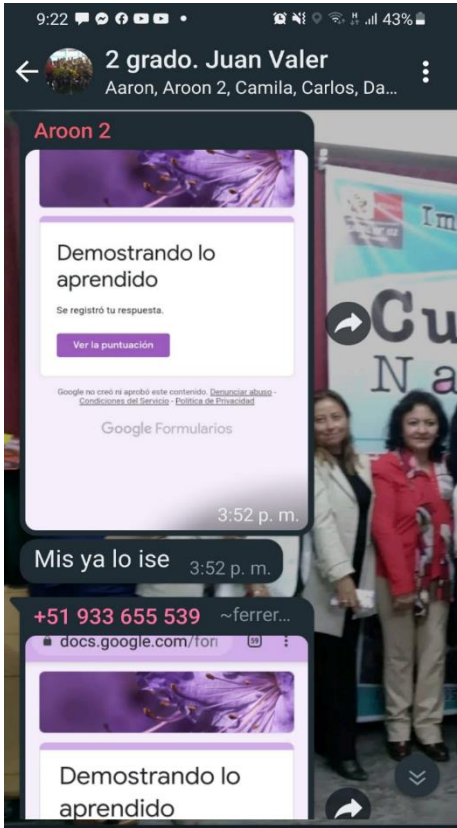 9:22 43%
2 grado. Juan Valer
Aaron, Aroon 2, Camila, Carlos, Da...
Aroon 2
Demostrando lo
aprendido
Se registró tu respuesta.
Ver la puntuación
Google no creó ni aprobó este contenido. Denunciar abuso -
Condiciones del Servicio - Política de Privacidad
Google Formularios
3:52 p. m.
Mis ya lo ise 3:52 p. m.
+51 933 655 539 ~ferrer...
docs.google.com/for
59
Demostrando lo
aprendido
Im
Cu
N a